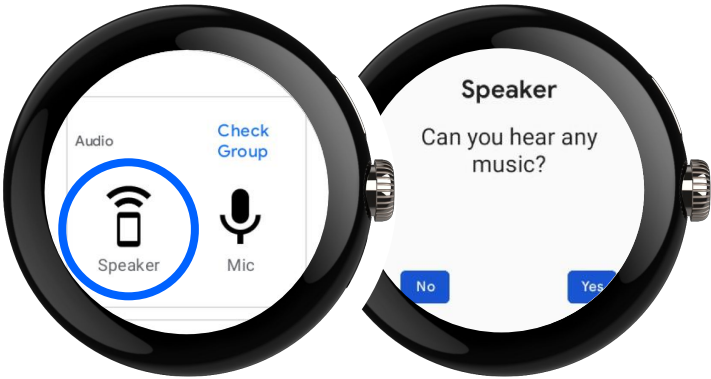 Audio
Check
Group
Speaker
Mic
Speaker
Can you hear any
music?
No
Yes